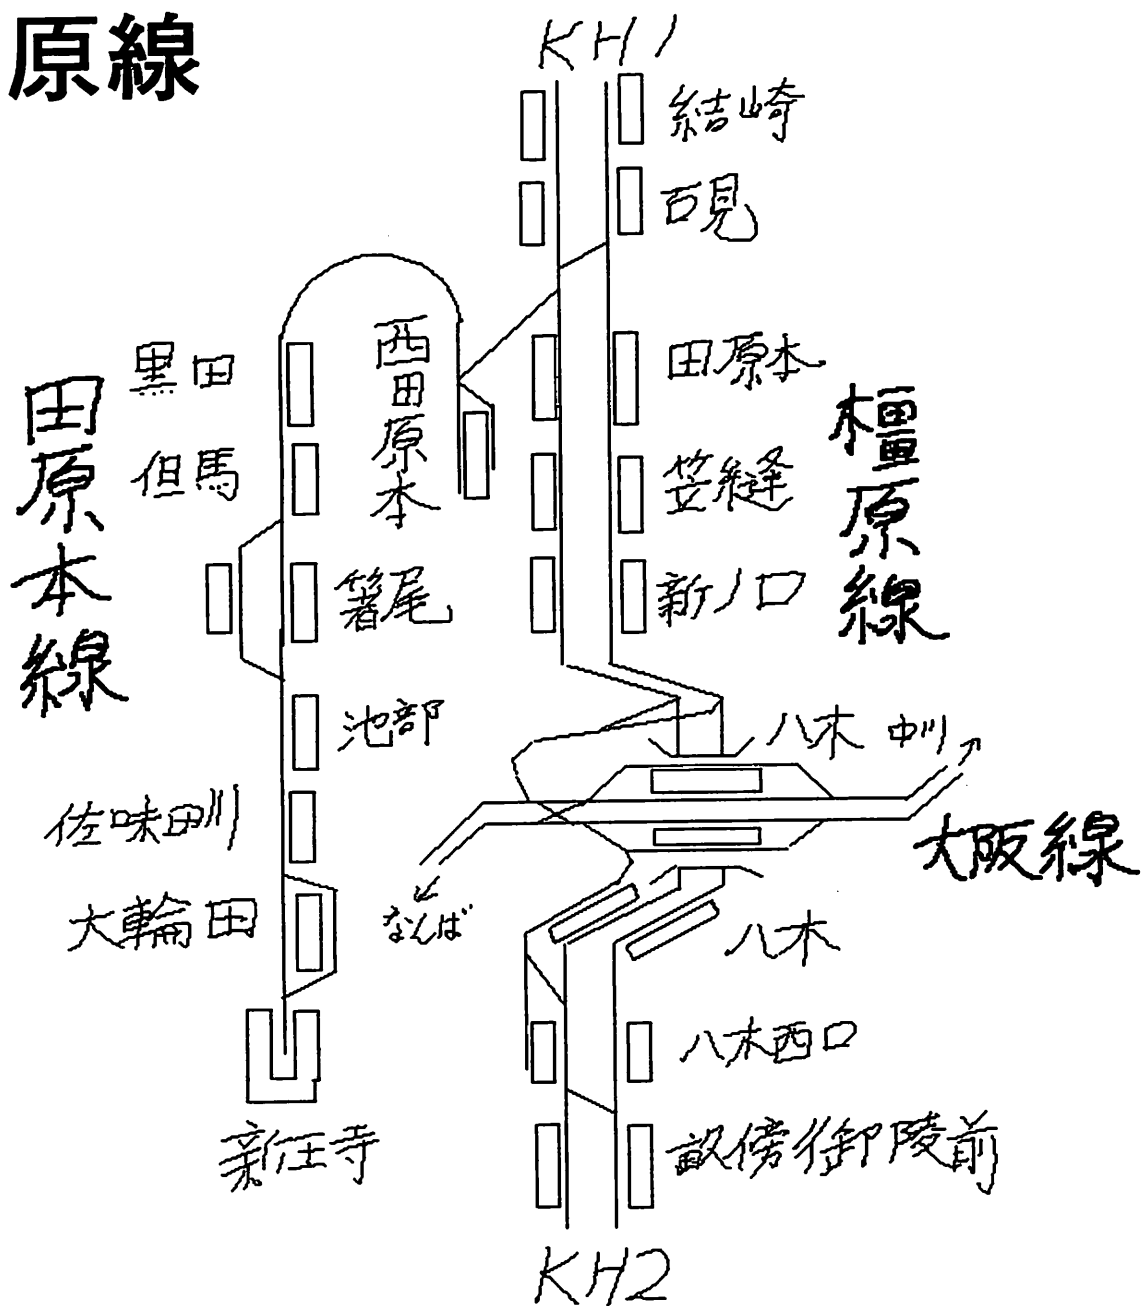 原線
KH1
結崎
石見
田原本
笠縫
新ノ口
橿原線
西田原本
黒田
但馬
箸尾
池部
佐味田川
大輪田
新王寺
田原本線
八木
中川
大阪線
なんば
八木
八木西口
畝傍御陵前
KH2